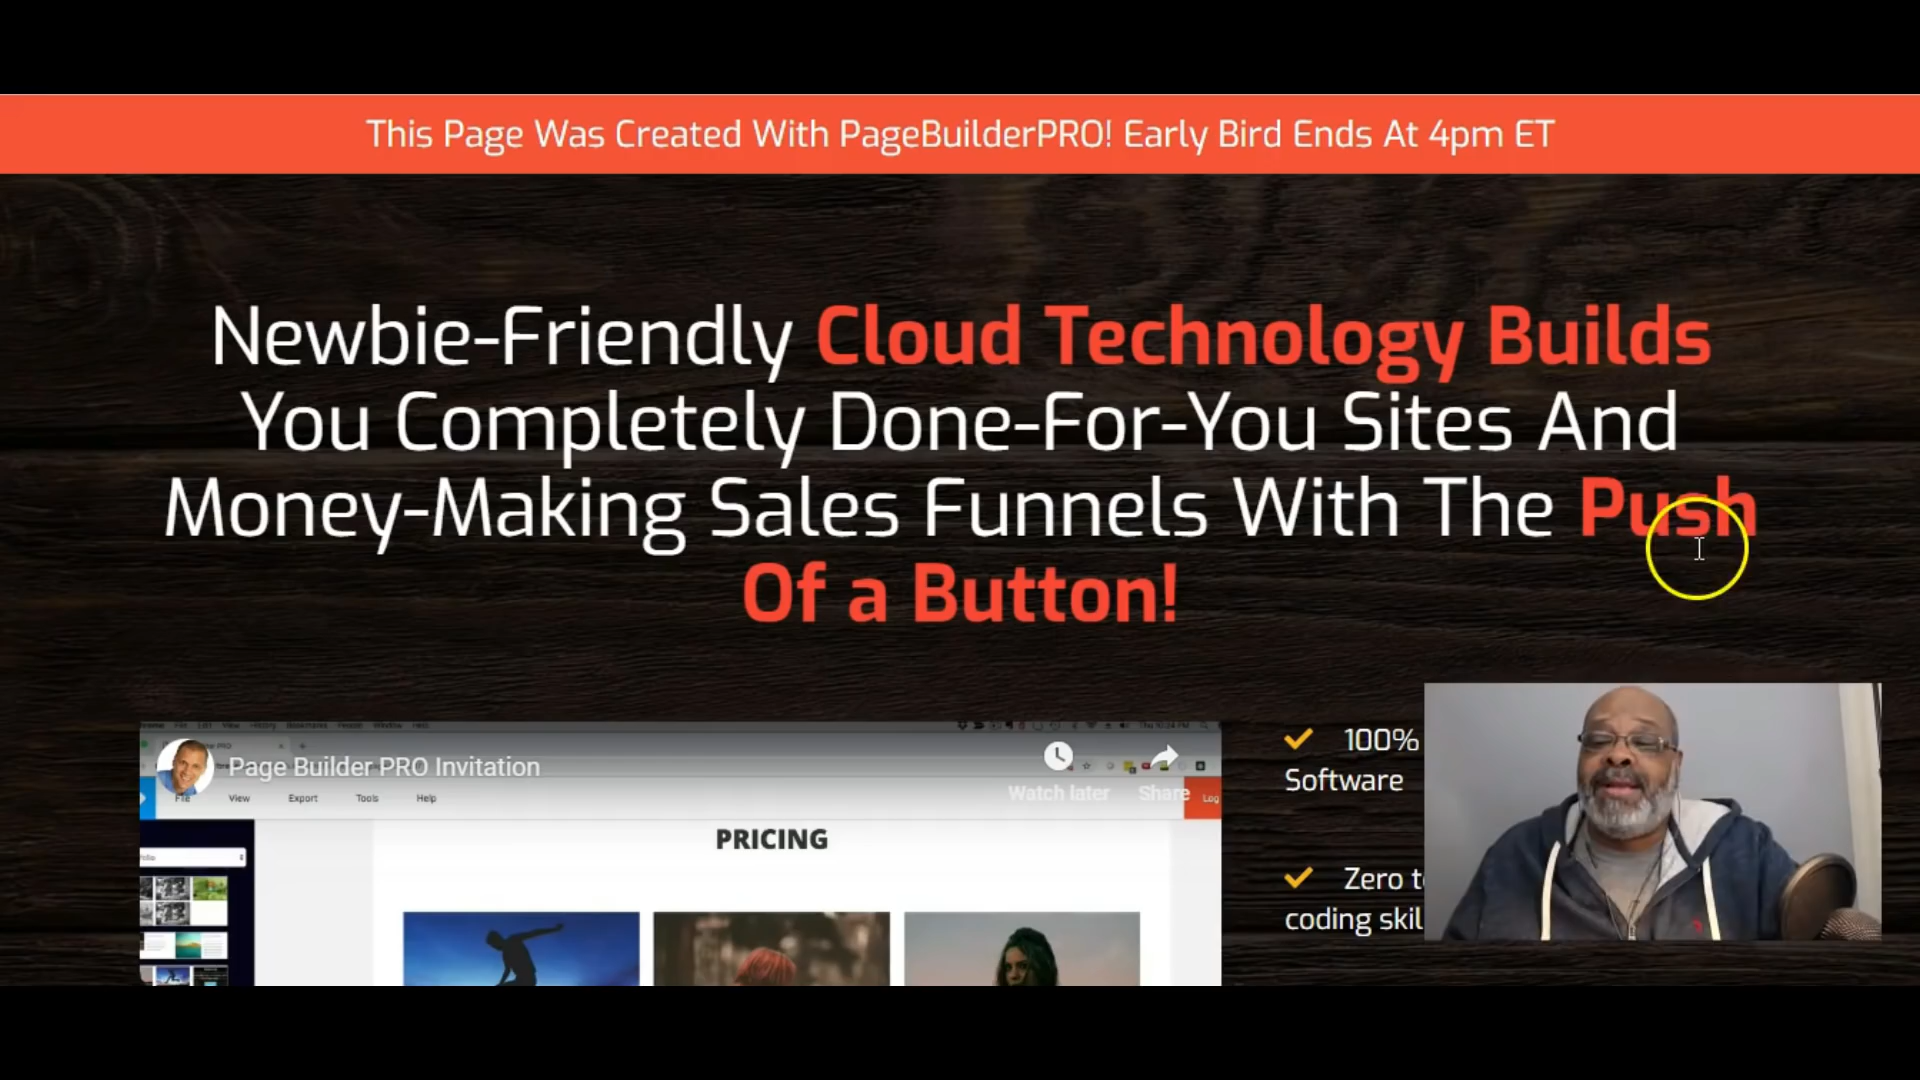 This Page Was Created With PageBuilderPRO! Early Bird Ends At 4pm ET
Newbie-Friendly Cloud Technology Builds
You Completely Done-For-You Sites And
Money-Making Sales Funnels With The Push
Of a Button!
Page Builder PRO Invitation
Watch later
Share
File
View
Export
Tools
Help
Log
PRICING
100%
Software
Zero
coding